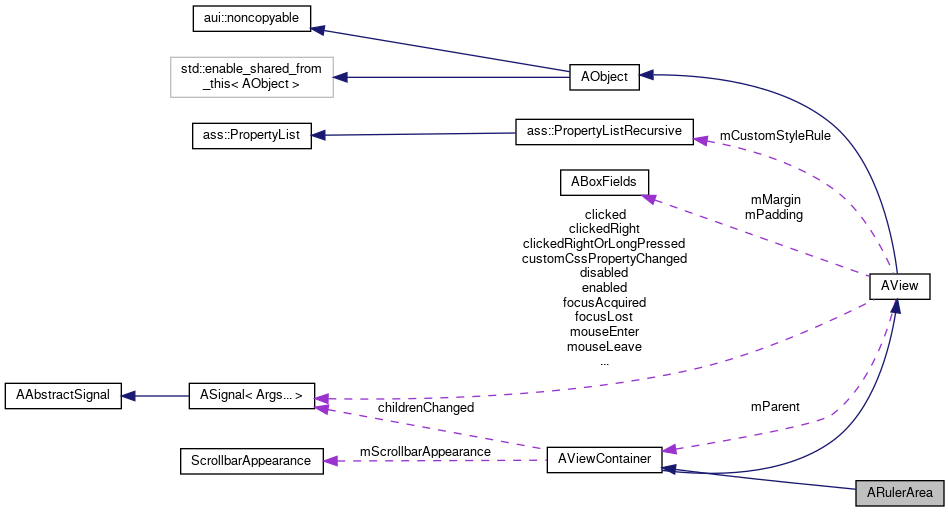 aui::noncopyable
std::enable_shared_from
_this< AObject >
AObject
ass::PropertyList
ass::PropertyListRecursive
mCustomStyleRule
ABoxFields
mMargin
mPadding
clicked
clickedRight
clickedRightOrLongPressed
customCssPropertyChanged
disabled
enabled
focusAcquired
focusLost
mouseEnter
mouseLeave
...
AView
AAbstractSignal
ASignal< Args... >
childrenChanged
mParent
ScrollbarAppearance
mScrollbarAppearance
AViewContainer
ARulerArea